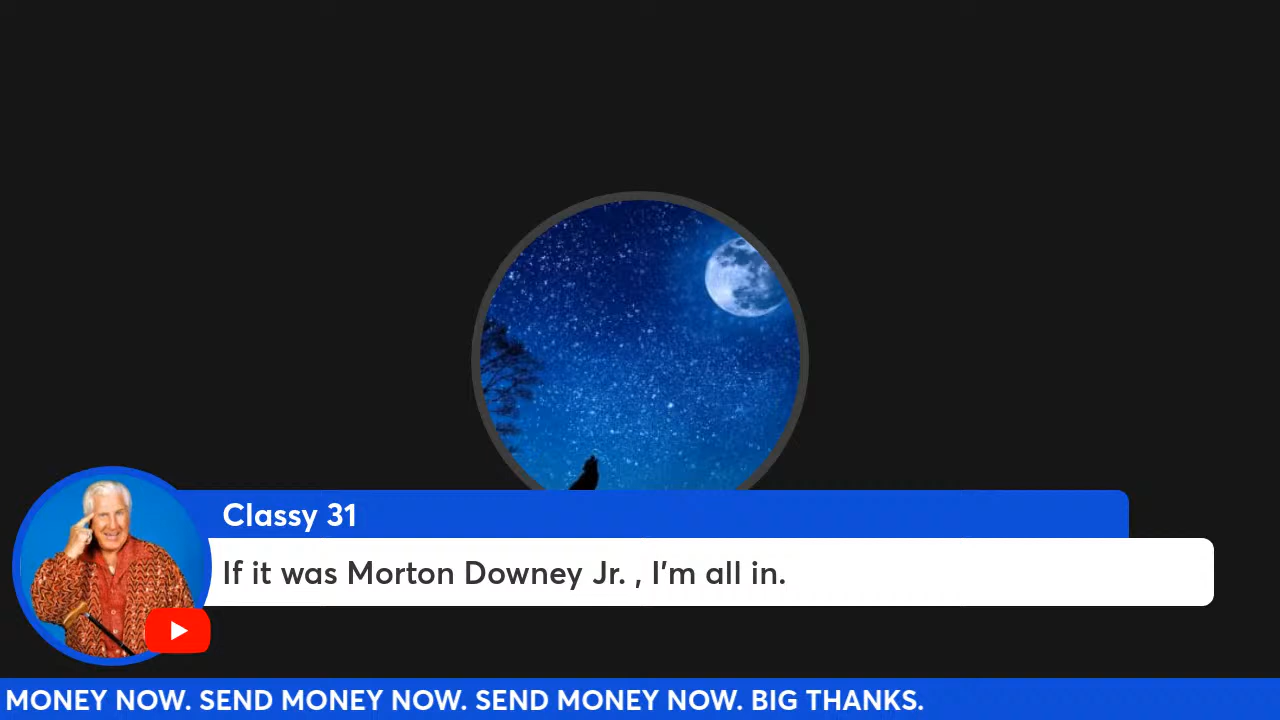 Classy 31
If it was Morton Downey Jr. , I'm all in.
MONEY NOW. SEND MONEY NOW. SEND MONEY NOW. BIG THANKS.